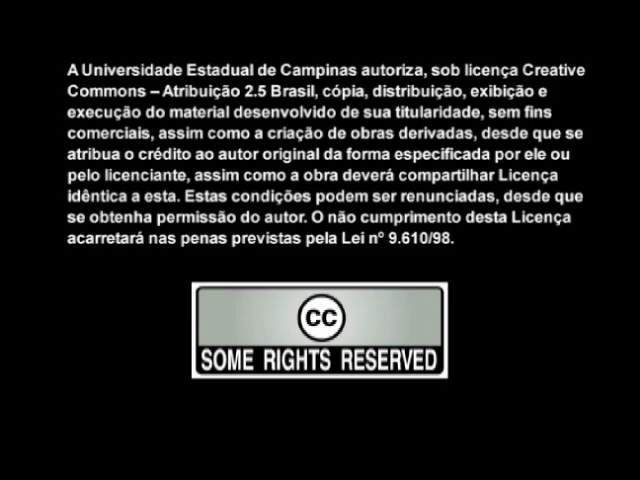 A Universidade Estadual de Campinas autoriza, sob licença Creative
Commons – Atribuição 2.5 Brasil, cópia, distribuição, exibição e
execução do material desenvolvido de sua titularidade, sem fins
comerciais, assim como a criação de obras derivadas, desde que se
atribua o crédito ao autor original da forma especificada por ele ou
pelo licenciante, assim como a obra deverá compartilhar Licença
idêntica a esta. Estas condições podem ser renunciadas, desde que
se obtenha permissão do autor. O não cumprimento desta Licença
acarretará nas penas previstas pela Lei nº 9.610/98.
CC
SOME RIGHTS RESERVED